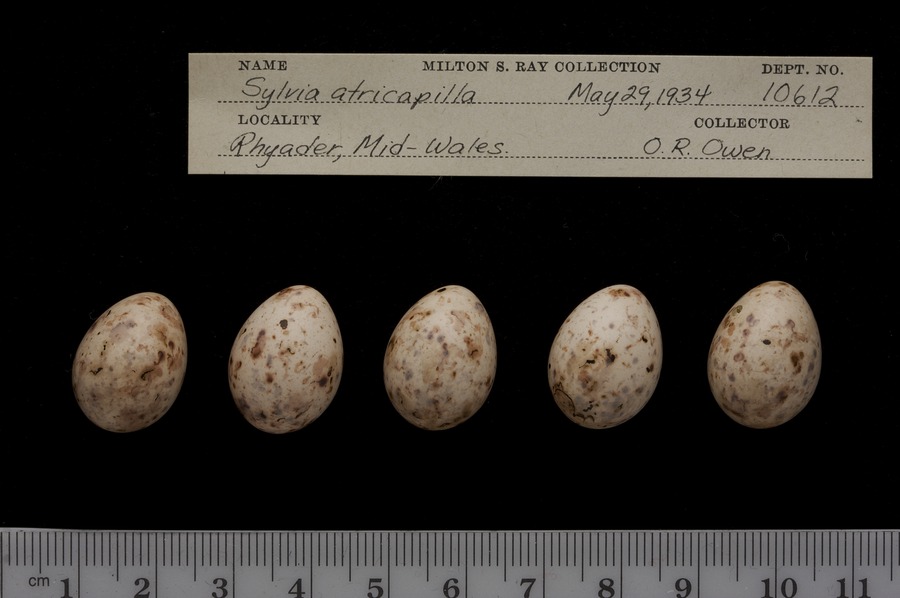 NAME MILTON S. RAY COLLECTION DEPT. NO.
Sylvia atricapilla May 29, 1934 10612
LOCALITY COLLECTOR
Rhyader, Mid-Wales. O. R. Owen
cm 1 2 3 4 5 6 7 8 9 10 11